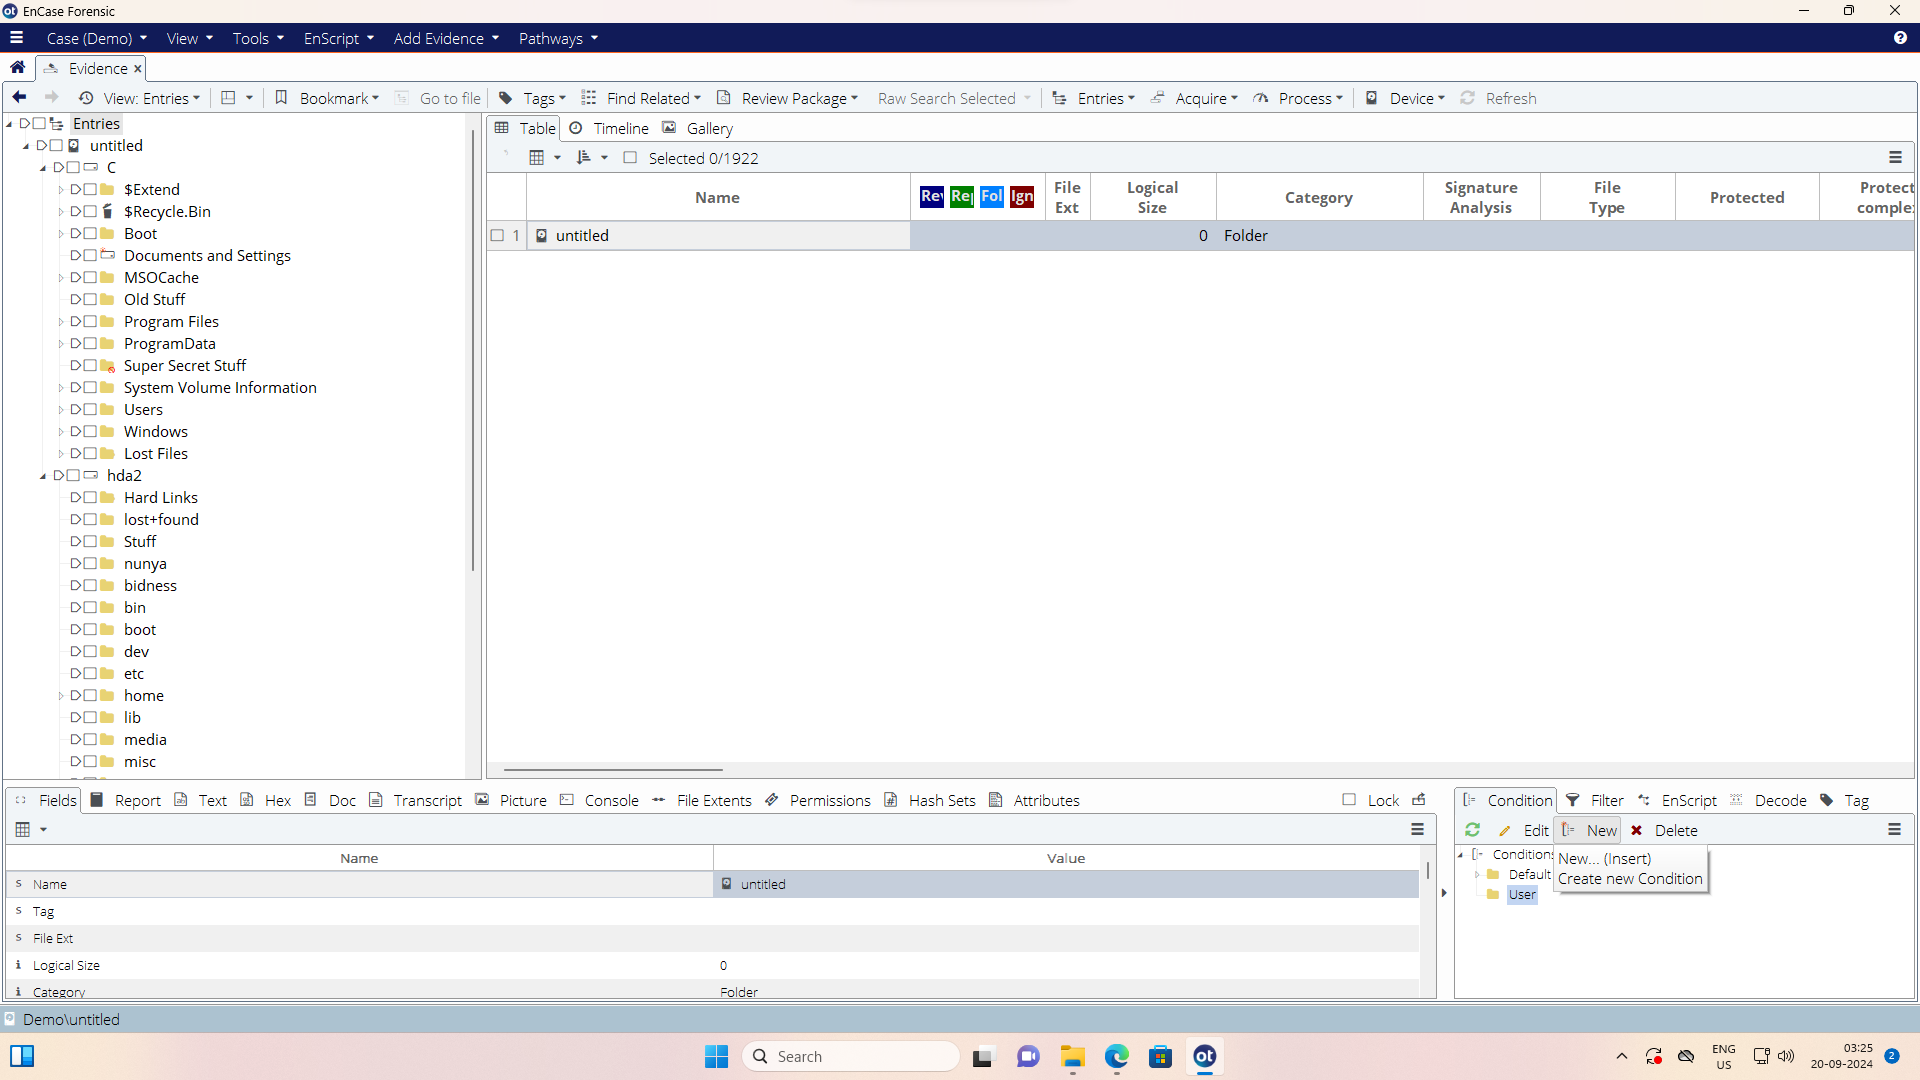 EnCase Forensic
Case (Demo) View Tools EnScript Add Evidence Pathways
Evidence
View: Entries Bookmark Go to file Tags Find Related Review Package Raw Search Selected Entries Acquire Process Device Refresh
Entries
untitled
C
$Extend
$Recycle.Bin
Boot
Documents and Settings
MSOCache
Old Stuff
Program Files
ProgramData
Super Secret Stuff
System Volume Information
Users
Windows
Lost Files
hda2
Hard Links
lost+found
Stuff
nunya
bidness
bin
boot
dev
etc
home
lib
media
misc
Table Timeline Gallery
Selected 0/1922
Name Rev Rep Fol Ign File Ext Logical Size Category Signature Analysis File Type Protected Protect comple
1 untitled 0 Folder
Fields Report Text Hex Doc Transcript Picture Console File Extents Permissions Hash Sets Attributes Lock
Name Value
Name untitled
Tag
File Ext
Logical Size 0
Category Folder
Condition Filter EnScript Decode Tag
Edit New Delete
Conditions
Default
User
New... (Insert)
Create new Condition
Demo\untitled
Search
ENG
US
03:25
20-09-2024
2